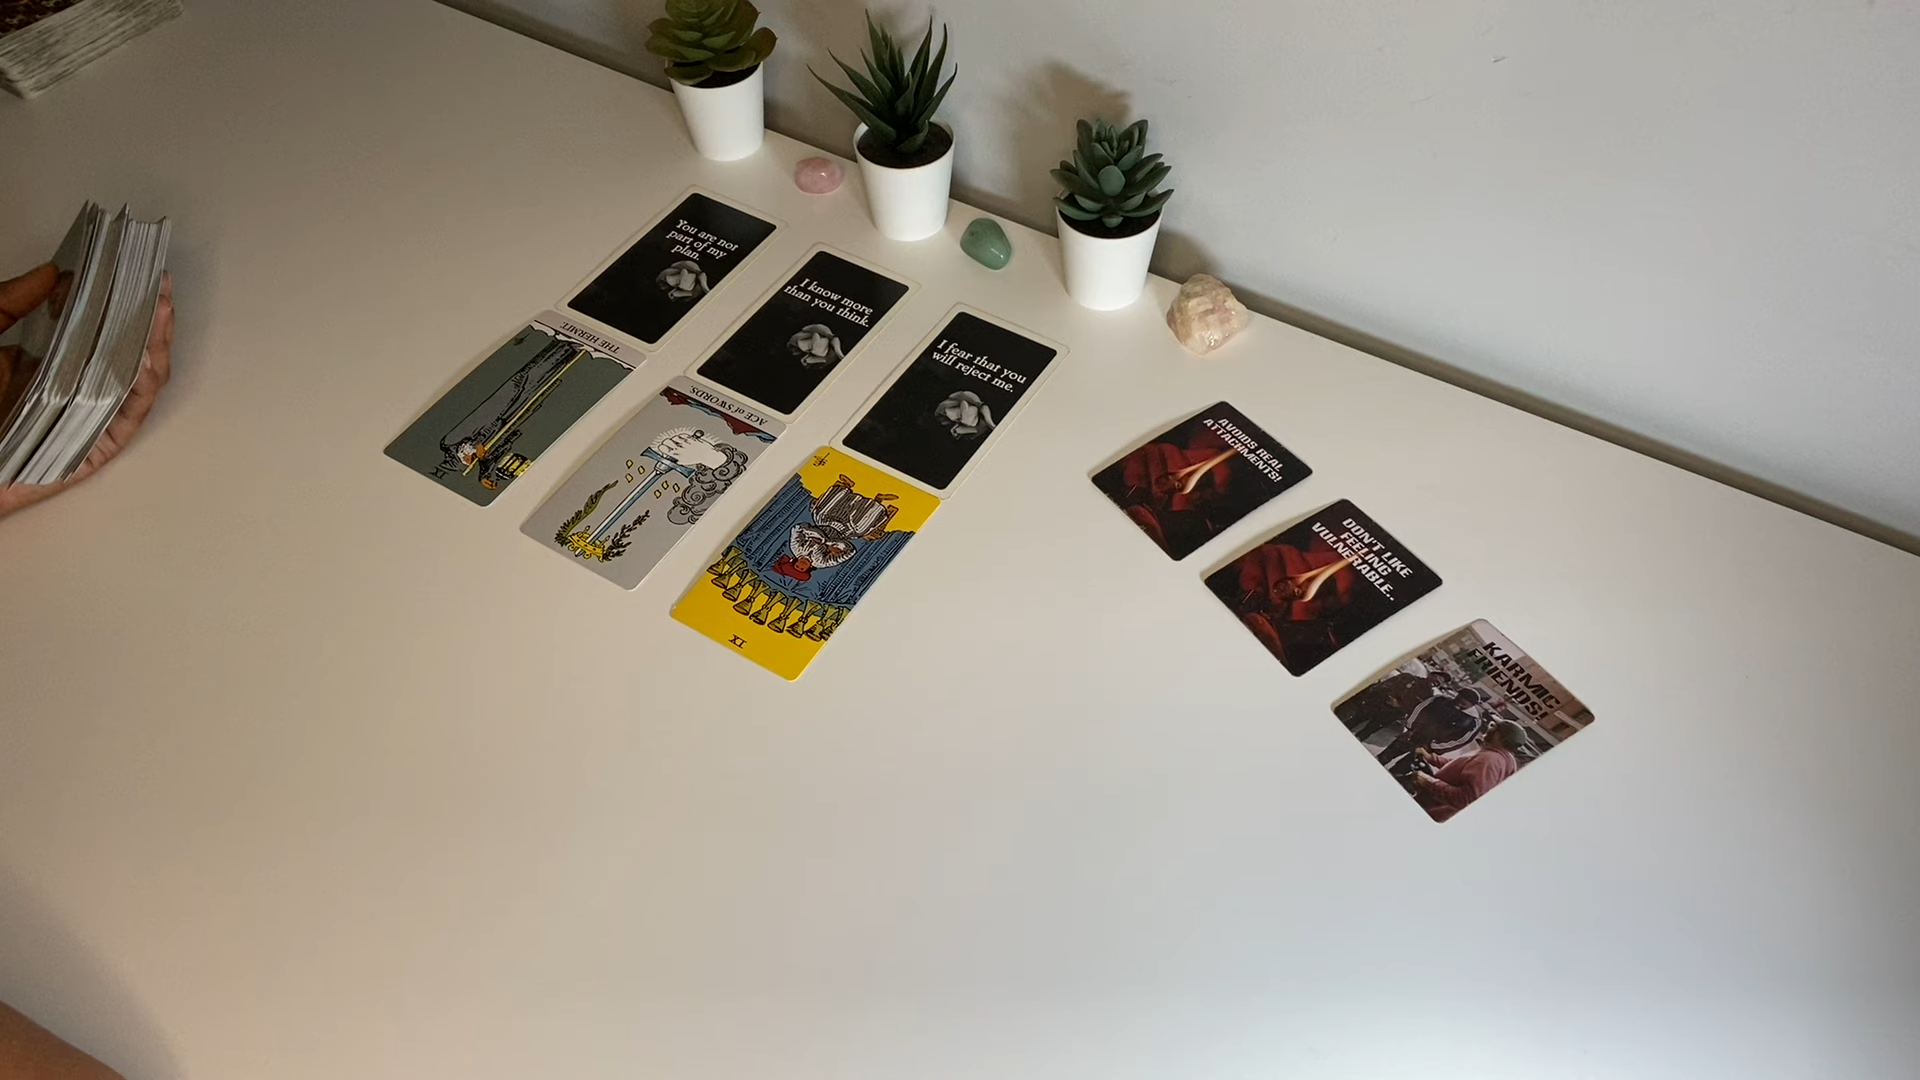 You are not
part of my
plan.
I know more
than you think.
I fear that you
will reject me.
THE HERMIT.
IX
ACE of SWORDS.
IX
AVOIDS REAL
ATTACHMENTS!
DON'T LIKE
FEELING
VULNERABLE..
KARMIC
FRIENDS!